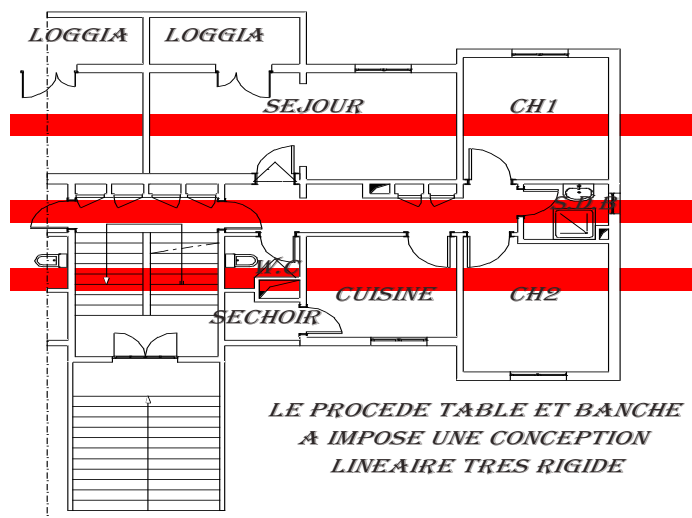 LOGGIA LOGGIA
SEJOUR CH1
S.D.B
W.C
CUISINE CH2
SECHOIR
LE PROCEDE TABLE ET BANCHE
A IMPOSE UNE CONCEPTION
LINEAIRE TRES RIGIDE